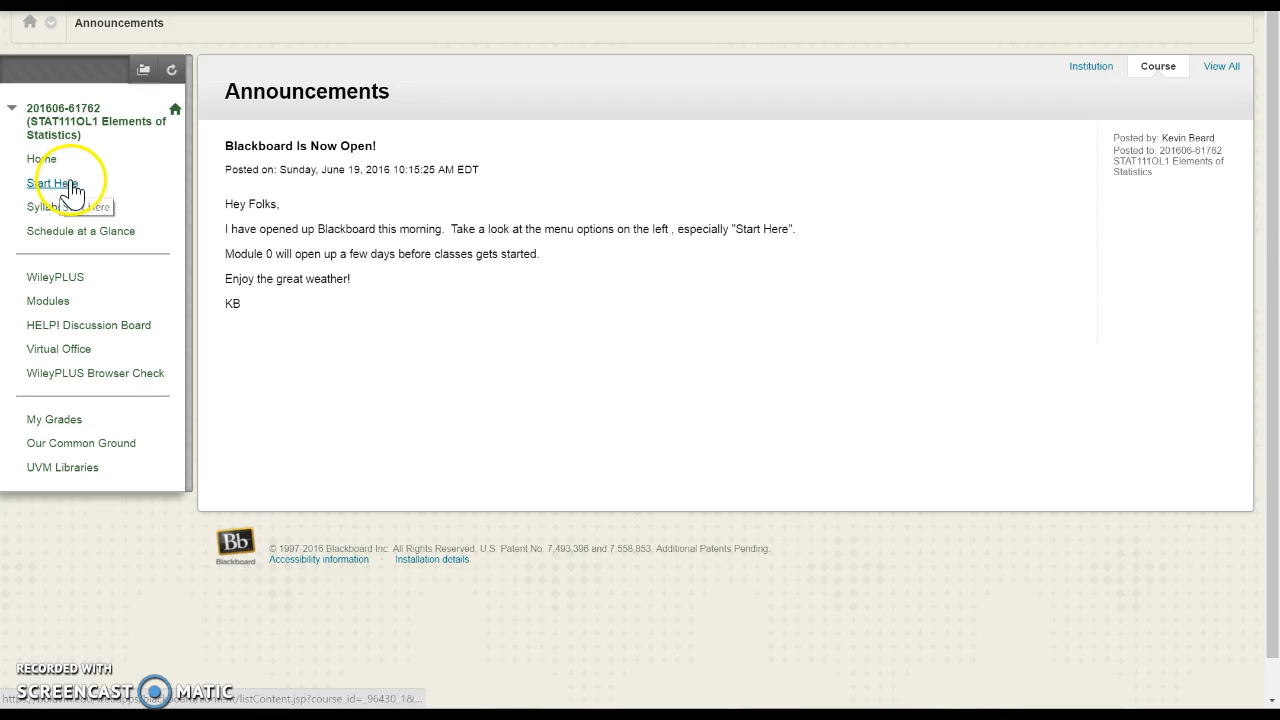 Announcements
Institution
Course
View All
Announcements
201606-61762
(STAT111OL1 Elements of
Statistics)
Home
Start Here
Start Here
Schedule at a Glance
WileyPLUS
Modules
HELP! Discussion Board
Virtual Office
WileyPLUS Browser Check
My Grades
Our Common Ground
UVM Libraries
Blackboard Is Now Open!
Posted on: Sunday, June 19, 2016 10:15:25 AM EDT
Hey Folks,
I have opened up Blackboard this morning. Take a look at the menu options on the left , especially "Start Here".
Module 0 will open up a few days before classes gets started.
Enjoy the great weather!
KB
Posted by: Kevin Beard
Posted to: 201606-61762
STAT111OL1 Elements of
Statistics
Bb
Blackboard
© 1997-2016 Blackboard Inc. All Rights Reserved. U.S. Patent No. 7,493,396 and 7,558,853. Additional Patents Pending.
Accessibility information · Installation details
RECORDED WITH
SCREENCAST MATIC